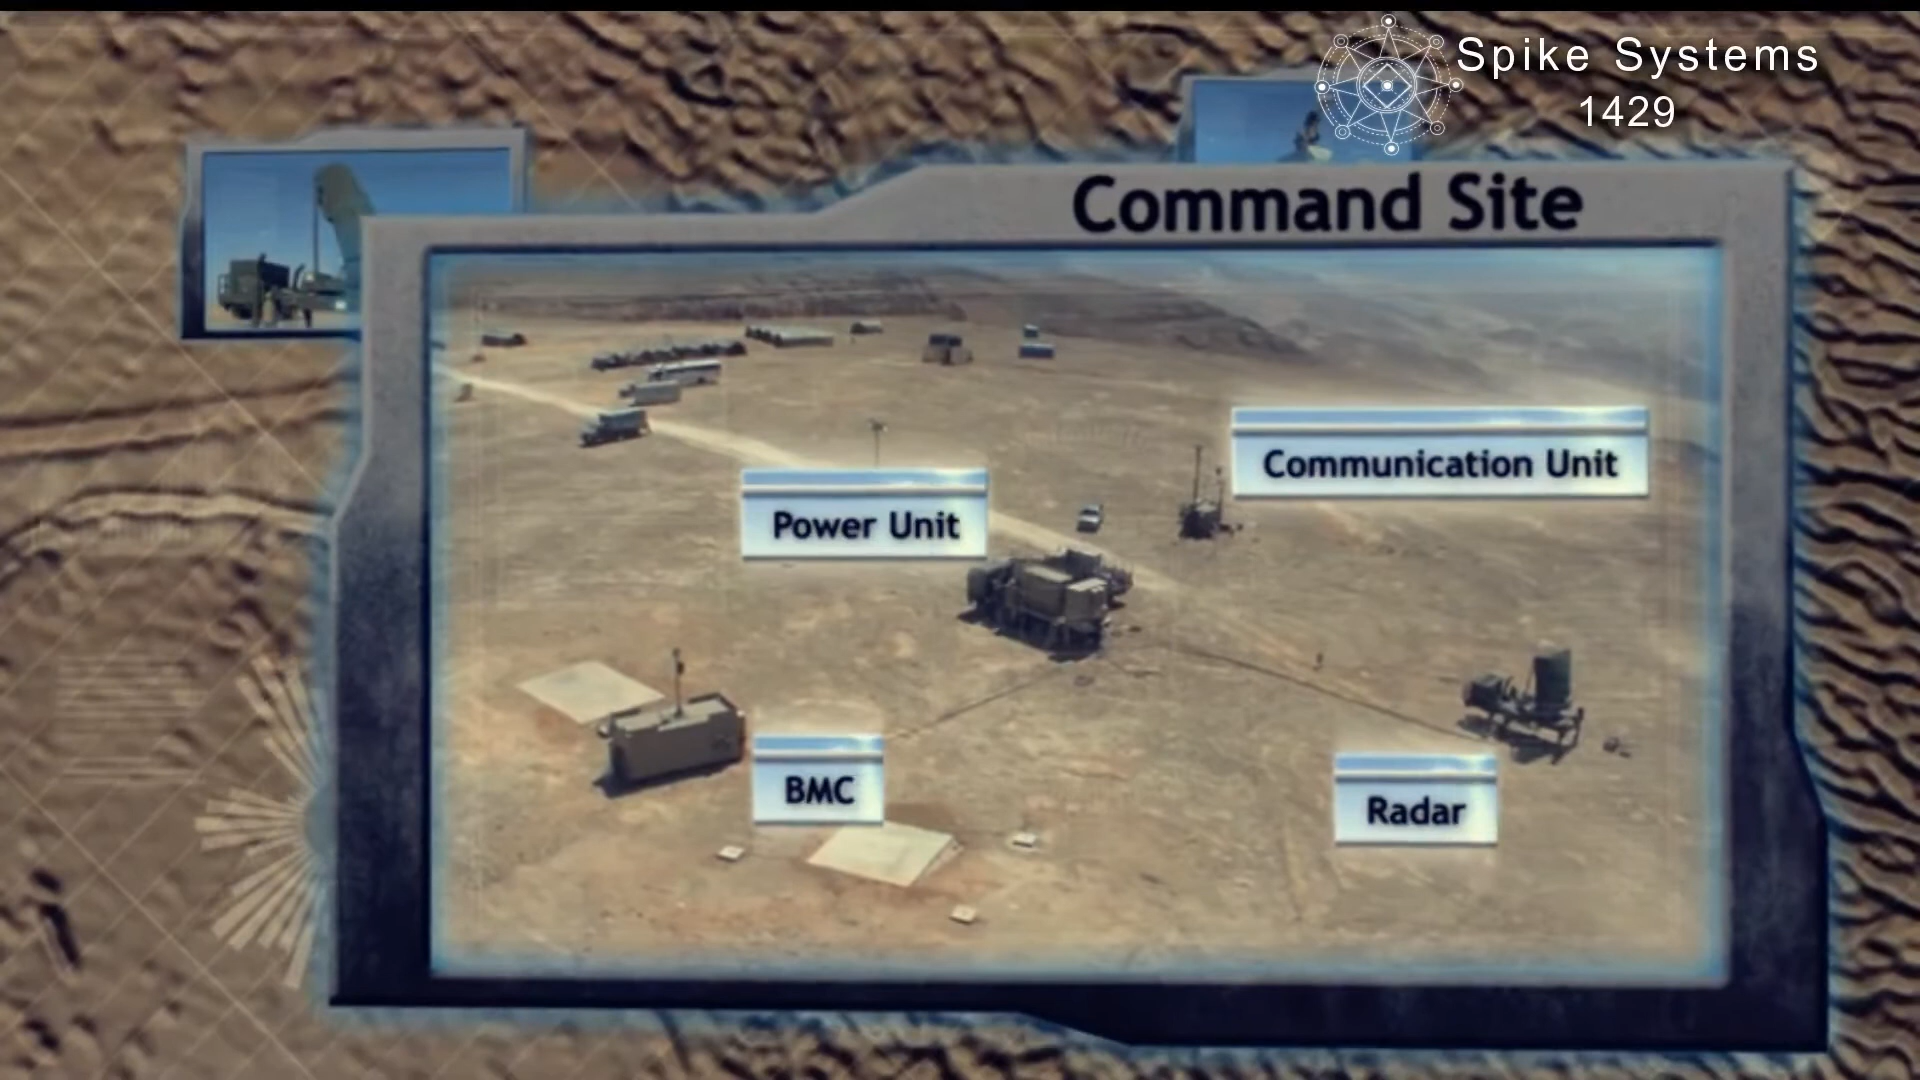 Spike Systems
1429
Command Site
Communication Unit
Power Unit
BMC
Radar